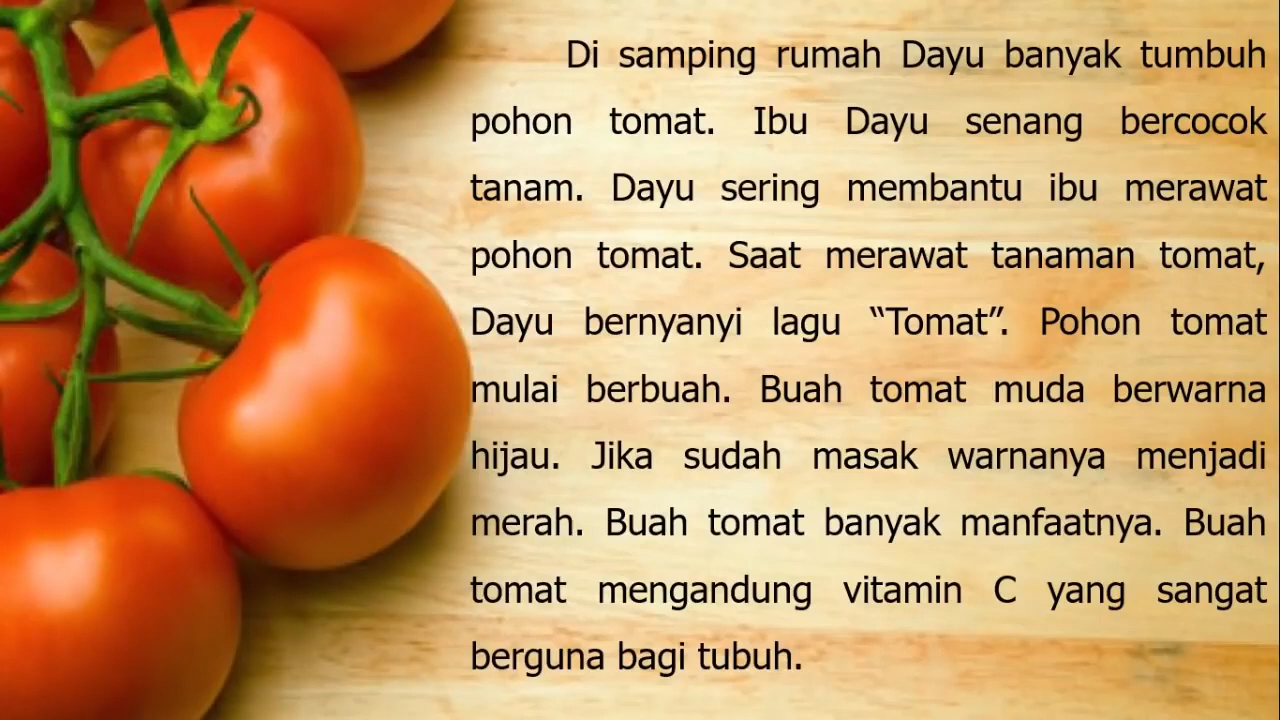 Di samping rumah Dayu banyak tumbuh
pohon tomat. Ibu Dayu senang bercocok
tanam. Dayu sering membantu ibu merawat
pohon tomat. Saat merawat tanaman tomat,
Dayu bernyanyi lagu “Tomat”. Pohon tomat
mulai berbuah. Buah tomat muda berwarna
hijau. Jika sudah masak warnanya menjadi
merah. Buah tomat banyak manfaatnya. Buah
tomat mengandung vitamin C yang sangat
berguna bagi tubuh.